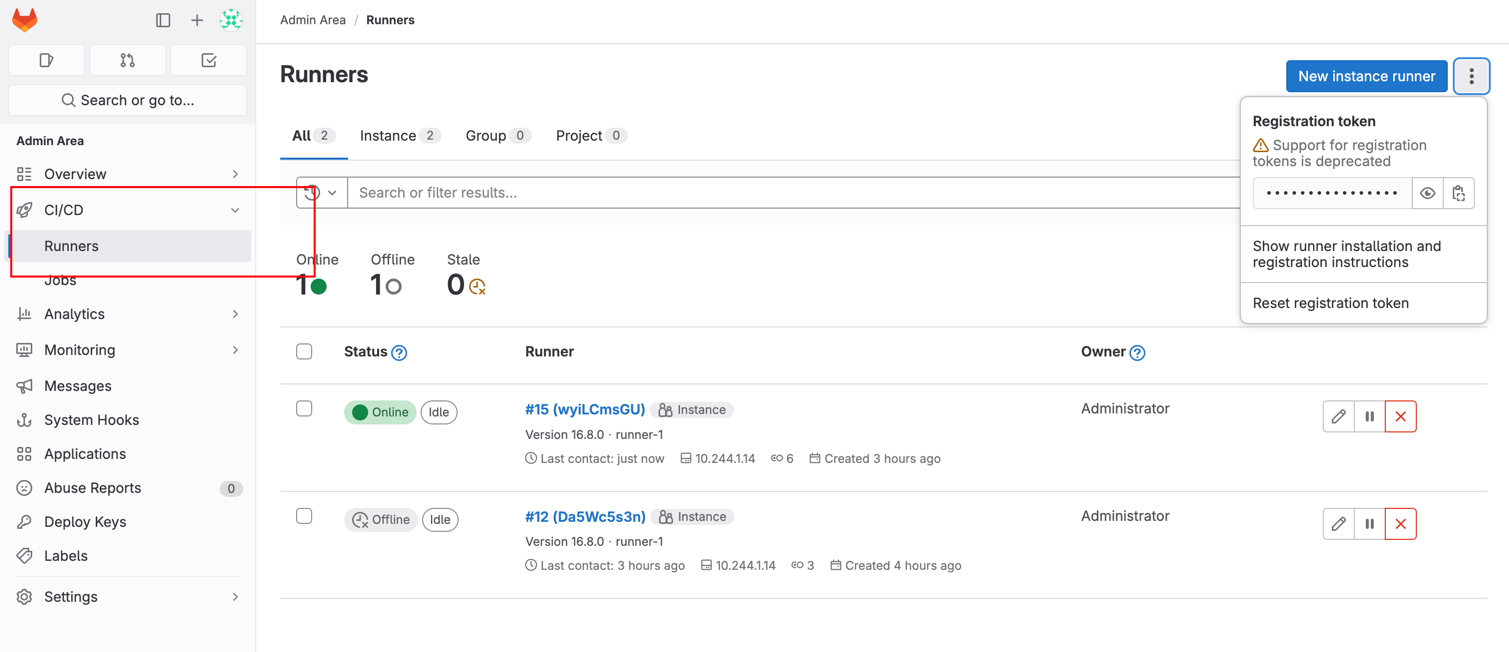 Admin Area / Runners
Search or go to...
Admin Area
Overview
CI/CD
Runners
Jobs
Analytics
Monitoring
Messages
System Hooks
Applications
Abuse Reports 0
Deploy Keys
Labels
Settings
Runners
New instance runner
All 2 Instance 2 Group 0 Project 0
Search or filter results...
Registration token
Support for registration
tokens is deprecated
Show runner installation and
registration instructions
Reset registration token
Online Offline Stale
1 1 0
Status Runner Owner
Online Idle #15 (wyiLCmsGU) Instance Administrator
Version 16.8.0 · runner-1
Last contact: just now 10.244.1.14 6 Created 3 hours ago
Offline Idle #12 (Da5Wc5s3n) Instance Administrator
Version 16.8.0 · runner-1
Last contact: 3 hours ago 10.244.1.14 3 Created 4 hours ago